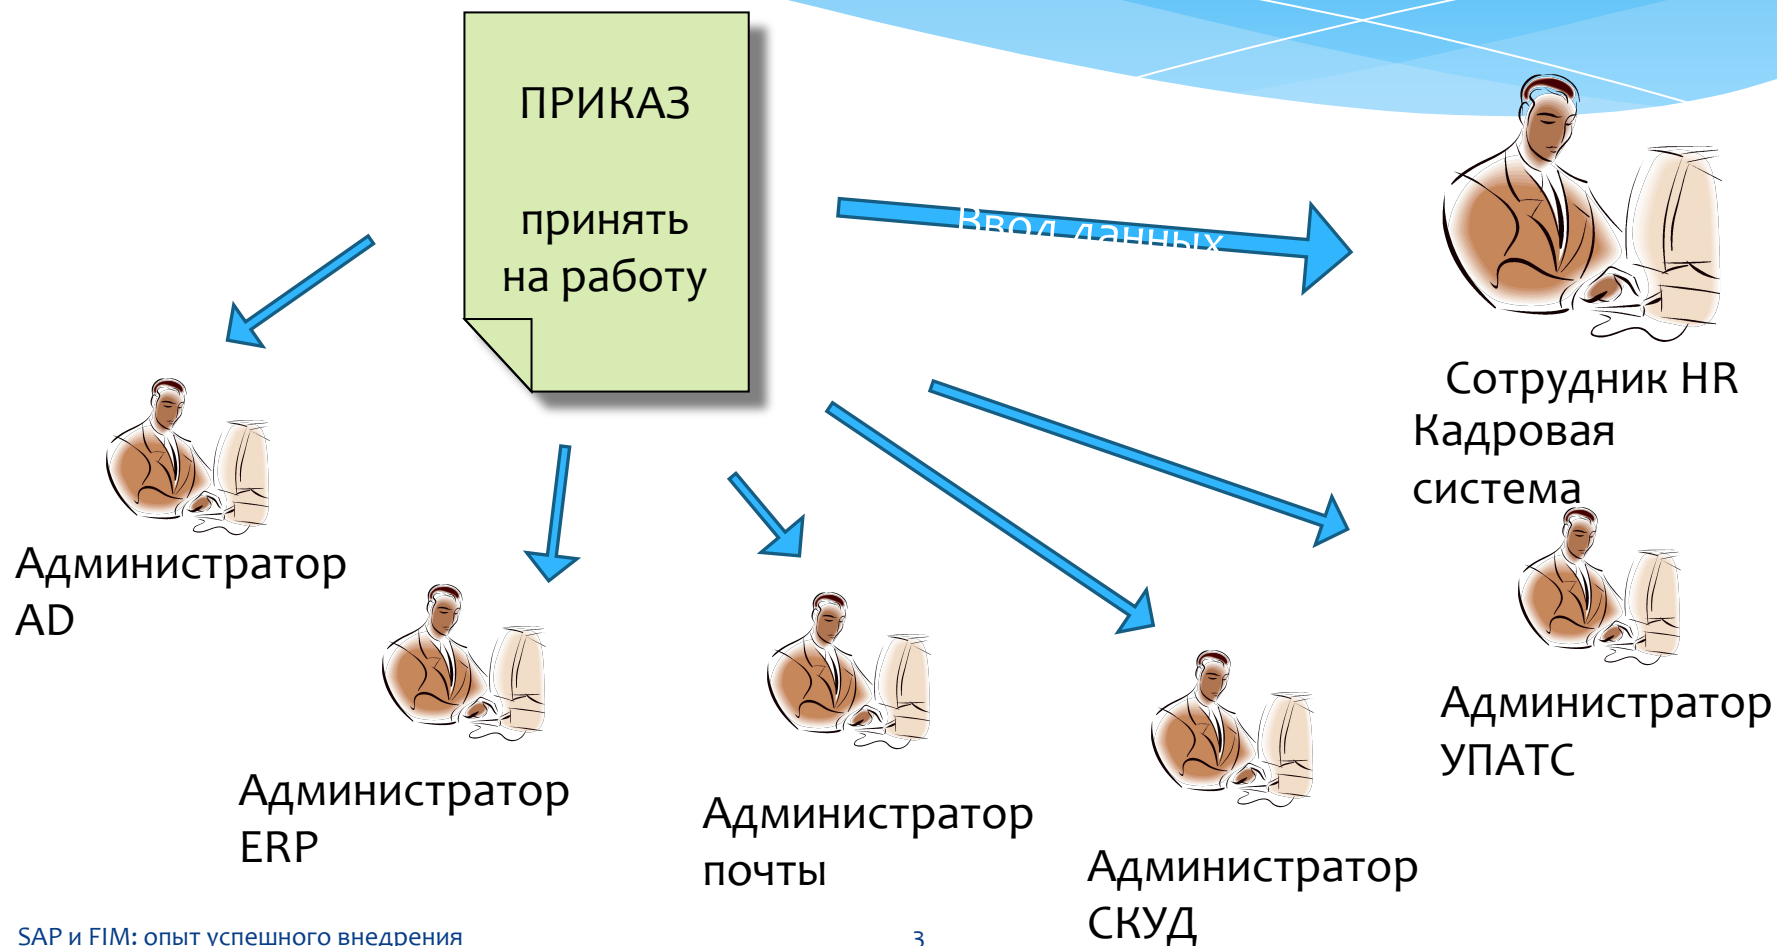 ПРИКАЗ
принять
на работу
Ввод данных
Сотрудник HR
Кадровая
система
Администратор
AD
Администратор
ERP
Администратор
почты
Администратор
СКУД
Администратор
УПАТС
SAP и FIM: опыт успешного внедрения
3